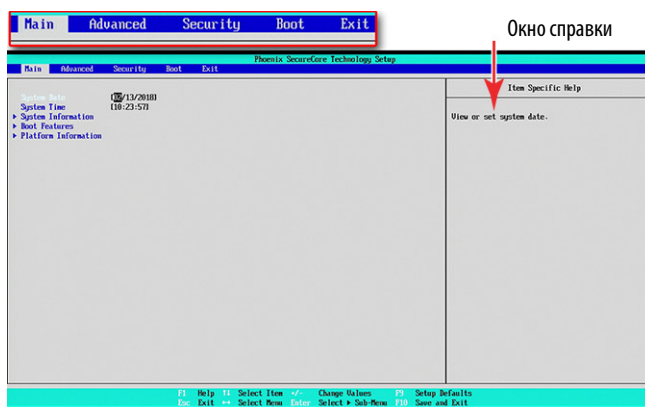 Main Advanced Security Boot Exit
Окно справки
Phoenix SecureCore Technology Setup
Main Advanced Security Boot Exit
Item Specific Help
System Date [02/13/2018]
System Time [10:23:57]
System Information
Boot Features
Platform Information
View or set system date.
F1 Help ↑↓ Select Item -/+ Change Values F9 Setup Defaults
Esc Exit ↔ Select Menu Enter Select ▸ Sub-Menu F10 Save and Exit